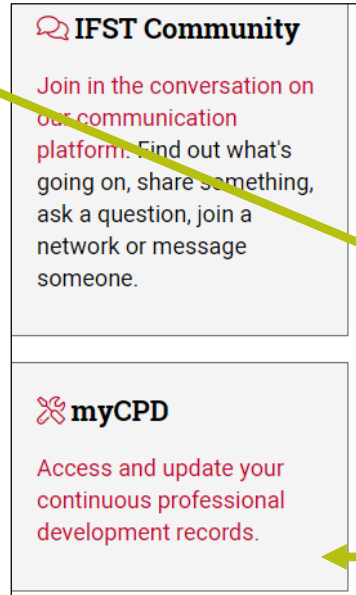 IFST Community
Join in the conversation on
our communication
platform. Find out what's
going on, share something,
ask a question, join a
network or message
someone.
myCPD
Access and update your
continuous professional
development records.